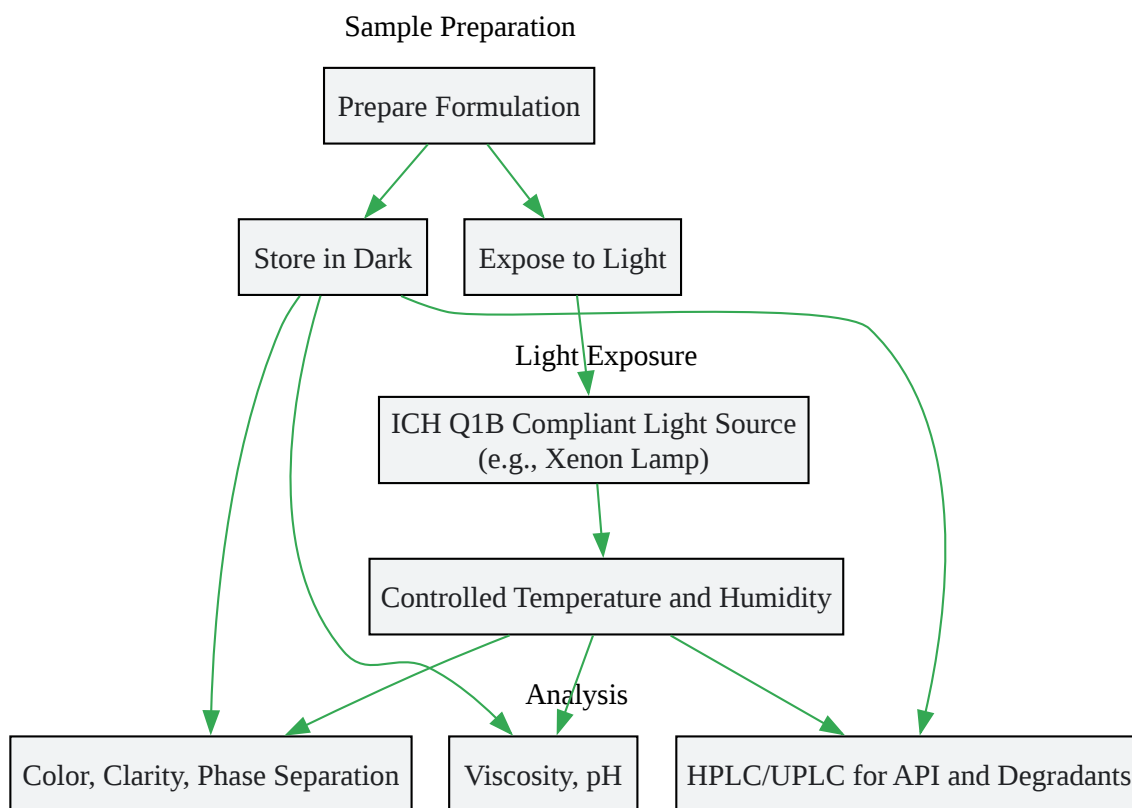 Sample Preparation
Prepare Formulation
Store in Dark
Expose to Light
Light Exposure
ICH Q1B Compliant Light Source
(e.g., Xenon Lamp)
Controlled Temperature and Humidity
Analysis
Color, Clarity, Phase Separation
Viscosity, pH
HPLC/UPLC for API and Degradants